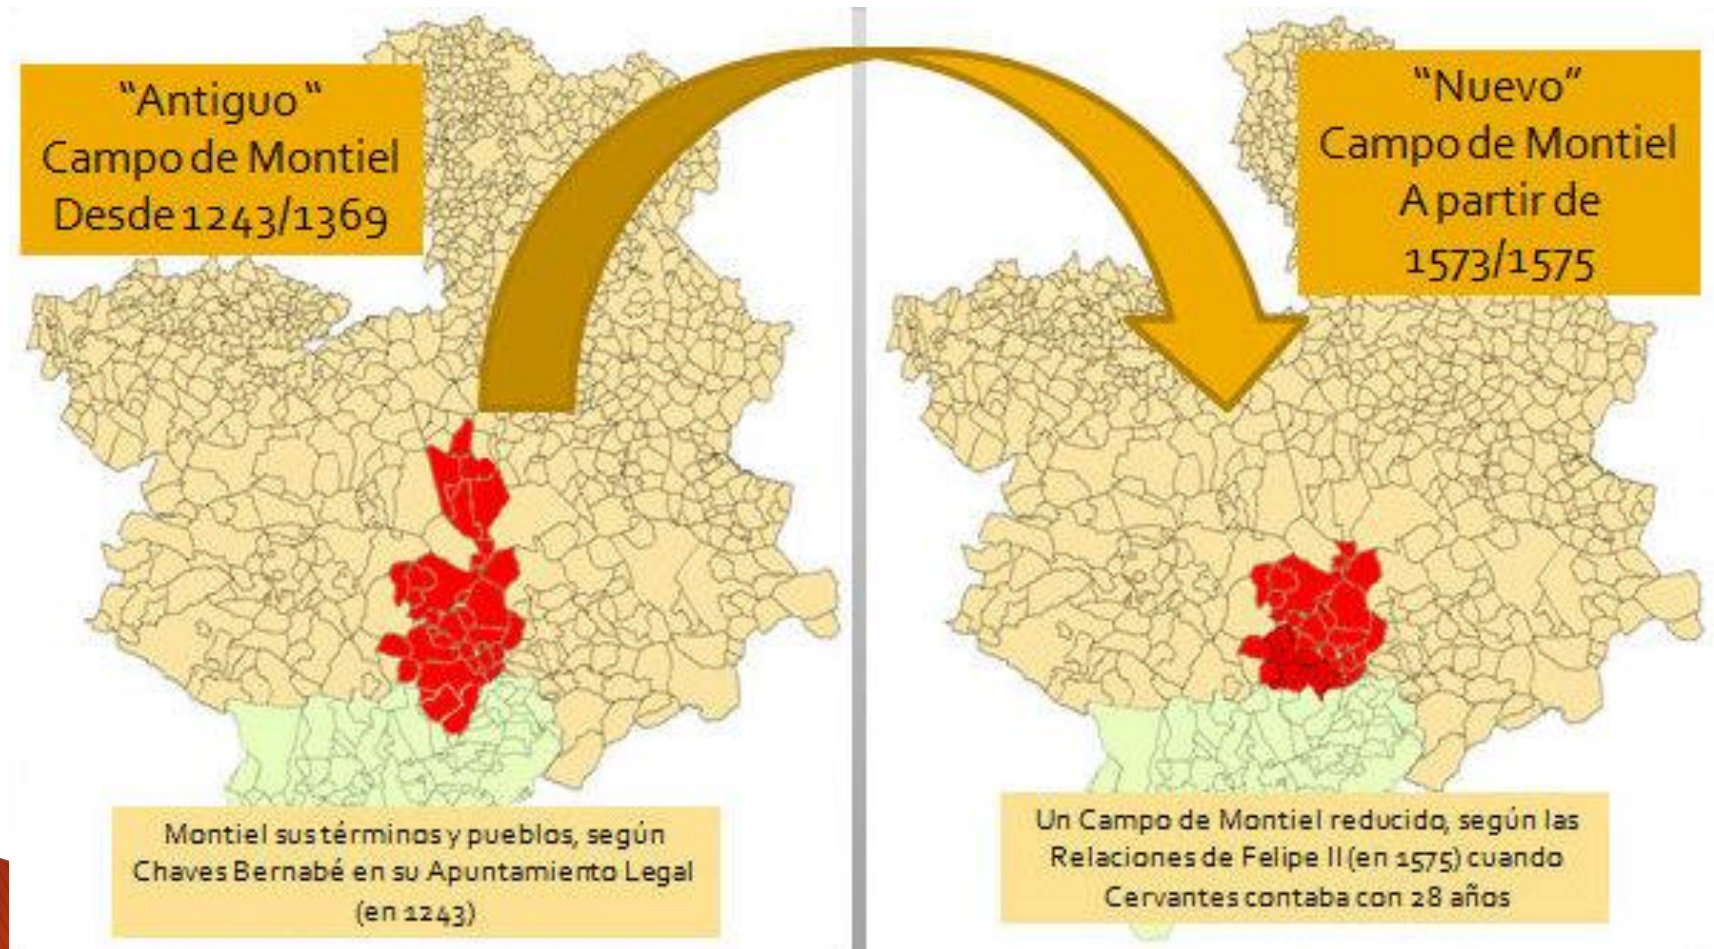 “Antiguo“
Campo de Montiel
Desde 1243/1369
“Nuevo”
Campo de Montiel
A partir de
1573/1575
Montiel sus términos y pueblos, según
Chaves Bernabé en su Apuntamiento Legal
(en 1243)
Un Campo de Montiel reducido, según las
Relaciones de Felipe II (en 1575) cuando
Cervantes contaba con 28 años